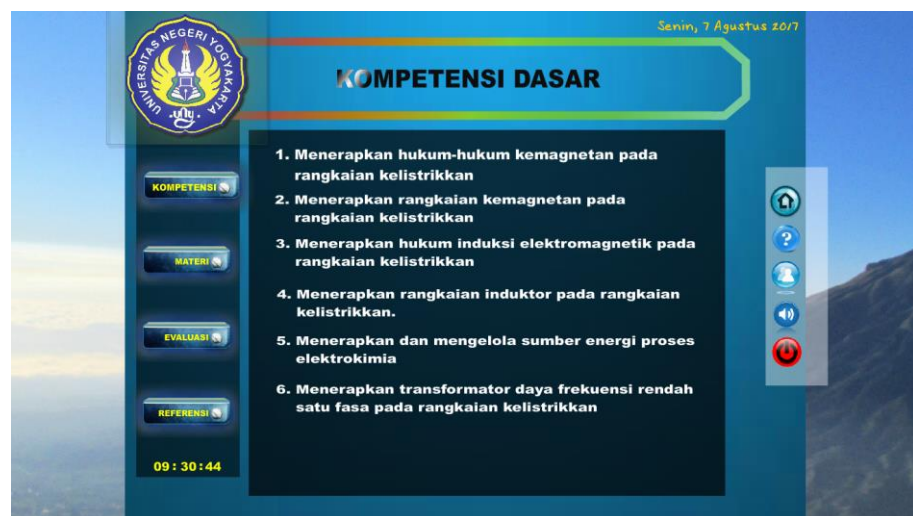 Senin, 7 Agustus 2017
UNIVERSITAS NEGERI YOGYAKARTA
KOMPETENSI DASAR
1. Menerapkan hukum-hukum kemagnetan pada
rangkaian kelistrikkan
2. Menerapkan rangkaian kemagnetan pada
rangkaian kelistrikkan
3. Menerapkan hukum induksi elektromagnetik pada
rangkaian kelistrikkan
4. Menerapkan rangkaian induktor pada rangkaian
kelistrikkan.
5. Menerapkan dan mengelola sumber energi proses
elektrokimia
6. Menerapkan transformator daya frekuensi rendah
satu fasa pada rangkaian kelistrikkan
KOMPETENSI
MATERI
EVALUASI
REFERENSI
09:30:44
?